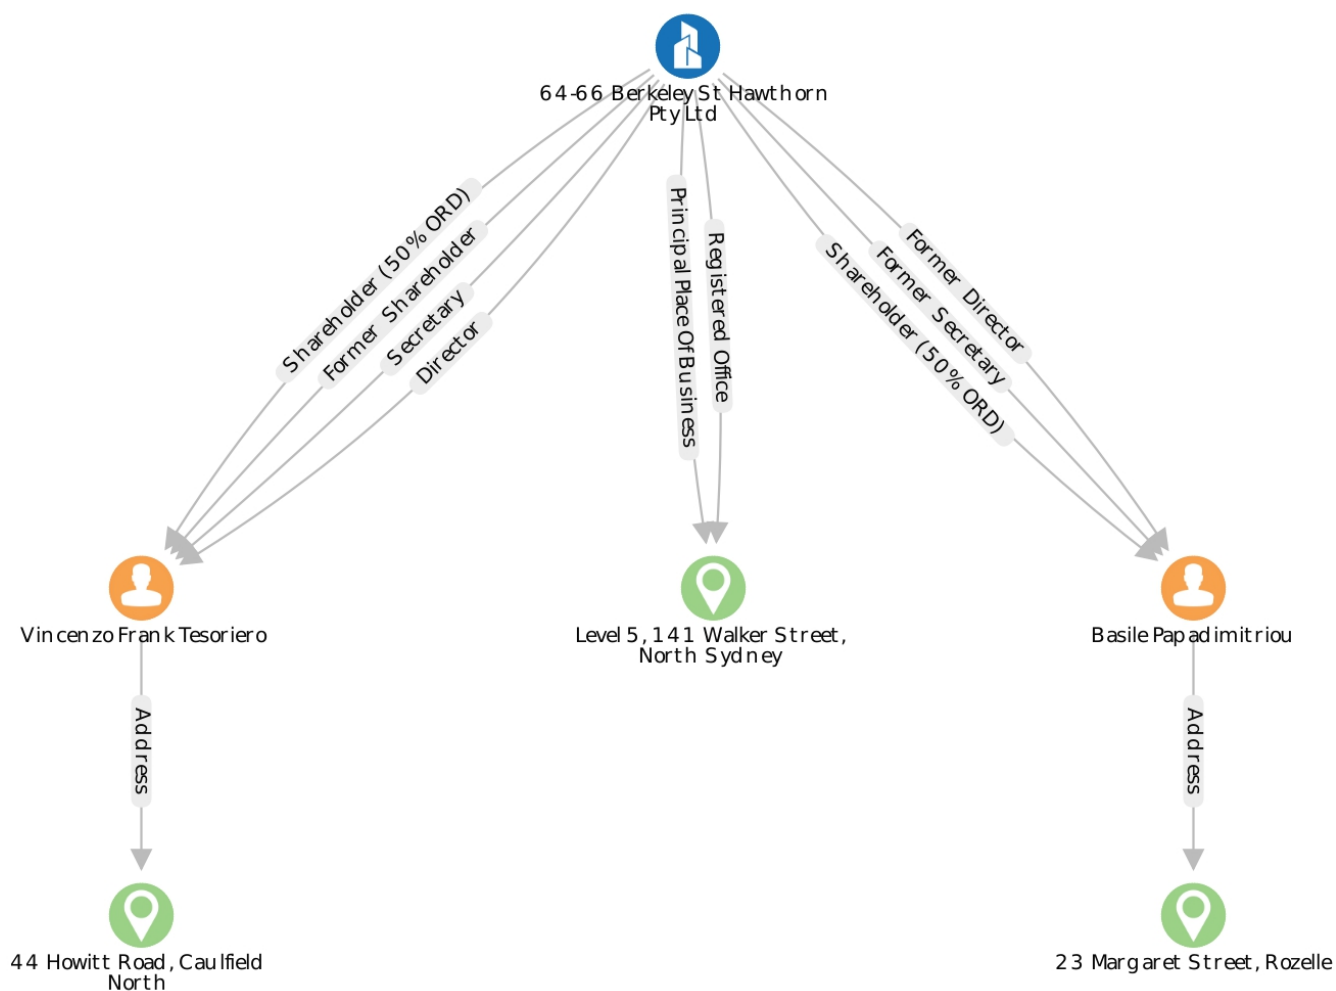 64-66 Berkeley St Hawthorn
Pty Ltd
Shareholder (50% ORD)
Former Shareholder
Secretary
Director
Principal Place Of Business
Registered Office
Former Director
Former Secretary
Shareholder (50% ORD)
Vincenzo Frank Tesoriero
Level 5, 141 Walker Street,
North Sydney
Basile Papadimitriou
Address
Address
44 Howitt Road, Caulfield
North
23 Margaret Street, Rozelle